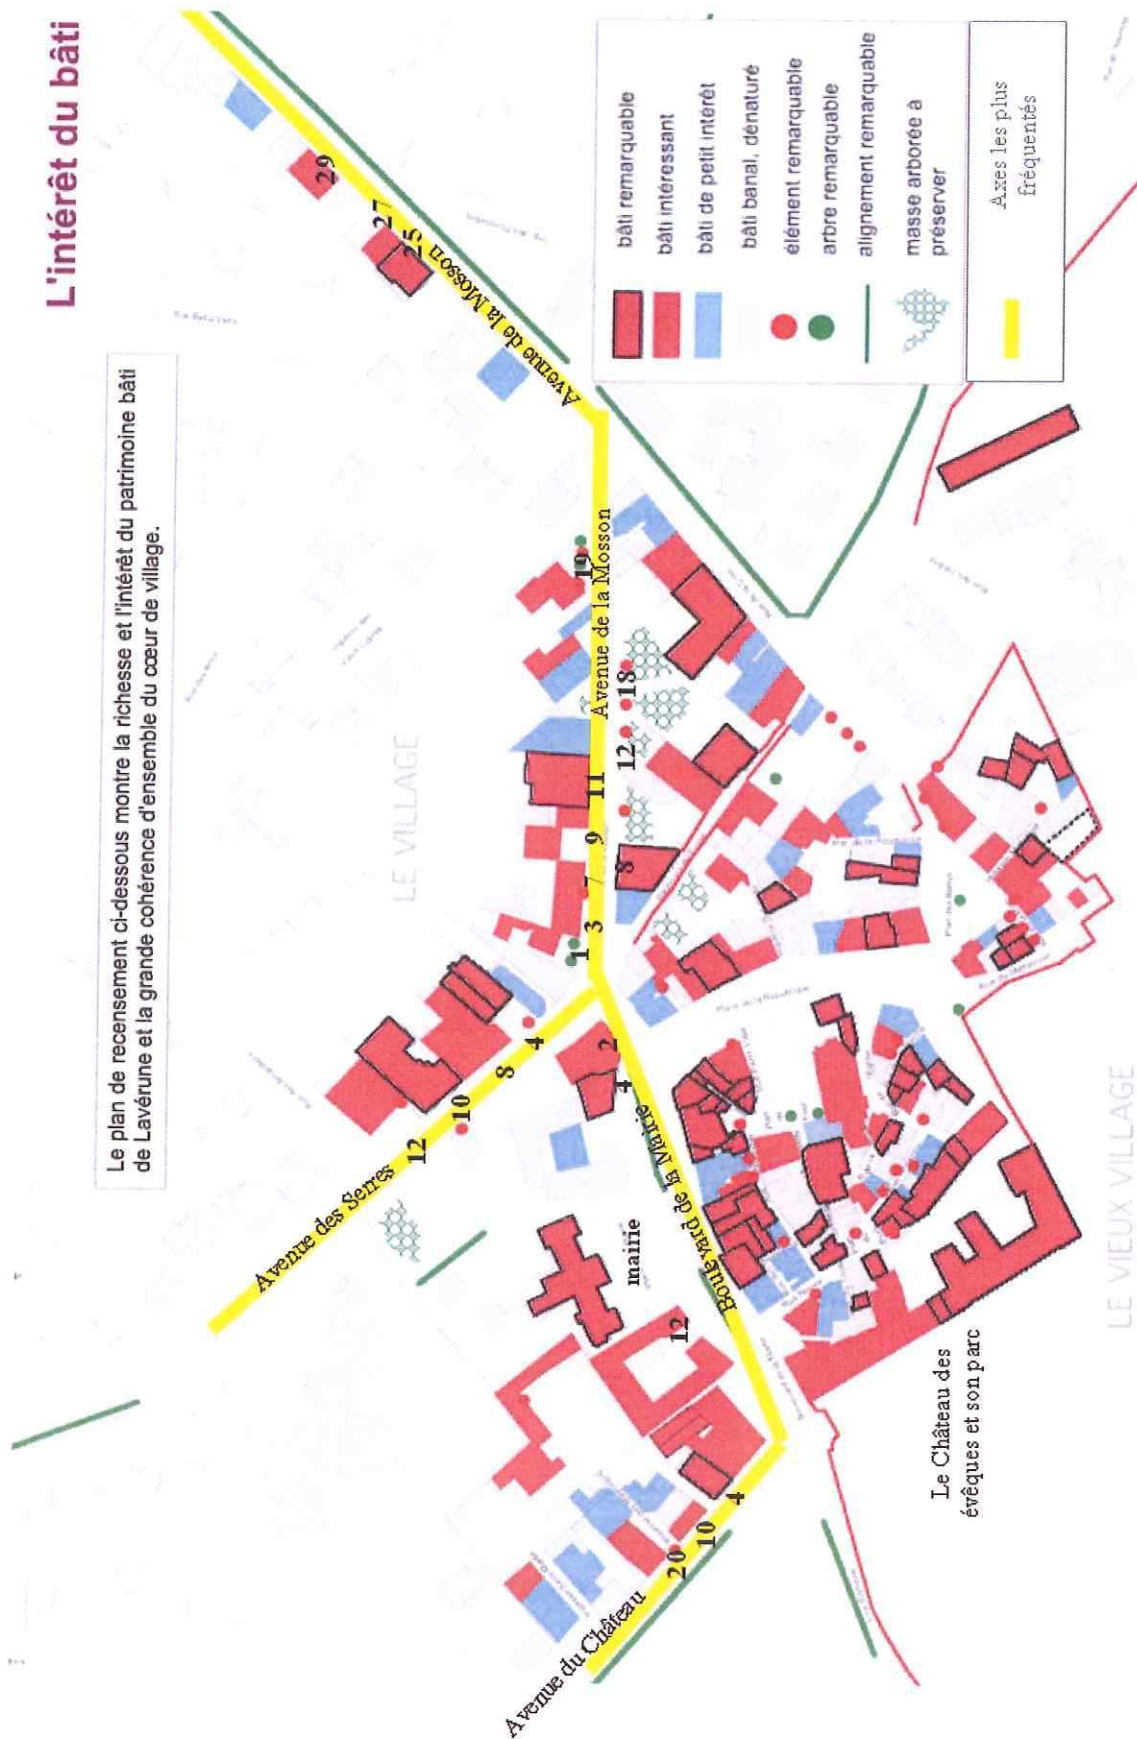 L'intérêt du bâti
Le plan de recensement ci-dessous montre la richesse et l'intérêt du patrimoine bâti
de Lavérune et la grande cohérence d'ensemble du cœur de village.
LE VILLAGE
Avenue du Château
20
10
4
Avenue des Serres
12
10
8
4
mairie
12
Boulevard de la Mairie
4
2
1
3
7
9
11
8
12
18
19
Avenue de la Mosson
Avenue de la Mosson
25
27
29
Place de la République
Le Château des
évêques et son parc
LE VIEUX VILLAGE
bâti remarquable
bâti intéressant
bâti de petit intérêt
bâti banal, dénaturé
élément remarquable
arbre remarquable
alignement remarquable
masse arborée à
préserver
Axes les plus
fréquentés